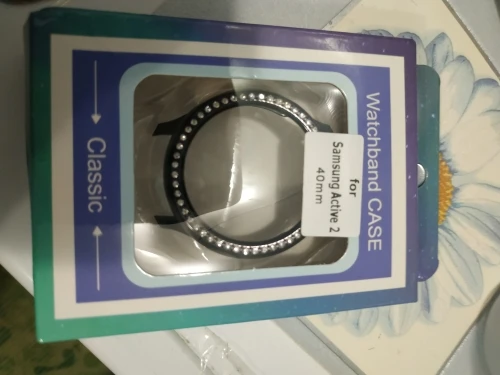 Watchband CASE
for
Samsung Active 2
40mm
Classic